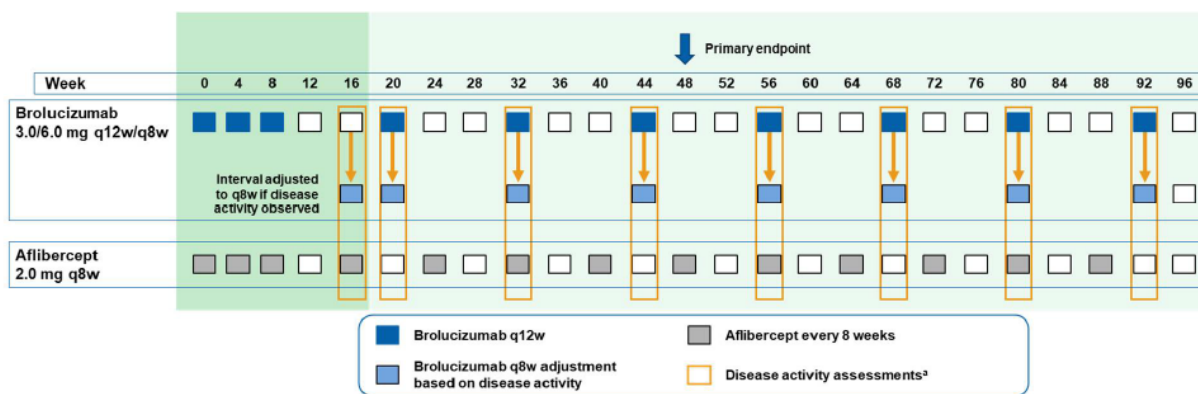 Primary endpoint
Week 0 4 8 12 16 20 24 28 32 36 40 44 48 52 56 60 64 68 72 76 80 84 88 92 96
Brolucizumab
3.0/6.0 mg q12w/q8w
Interval adjusted
to q8w if disease
activity observed
Aflibercept
2.0 mg q8w
Brolucizumab q12w
Aflibercept every 8 weeks
Brolucizumab q8w adjustment
based on disease activity
Disease activity assessmentsᵃ